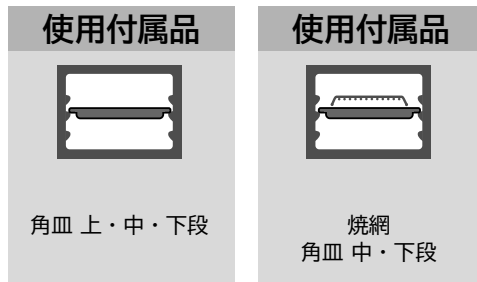 使用付属品
角皿 上・中・下段
使用付属品
焼網
角皿 中・下段